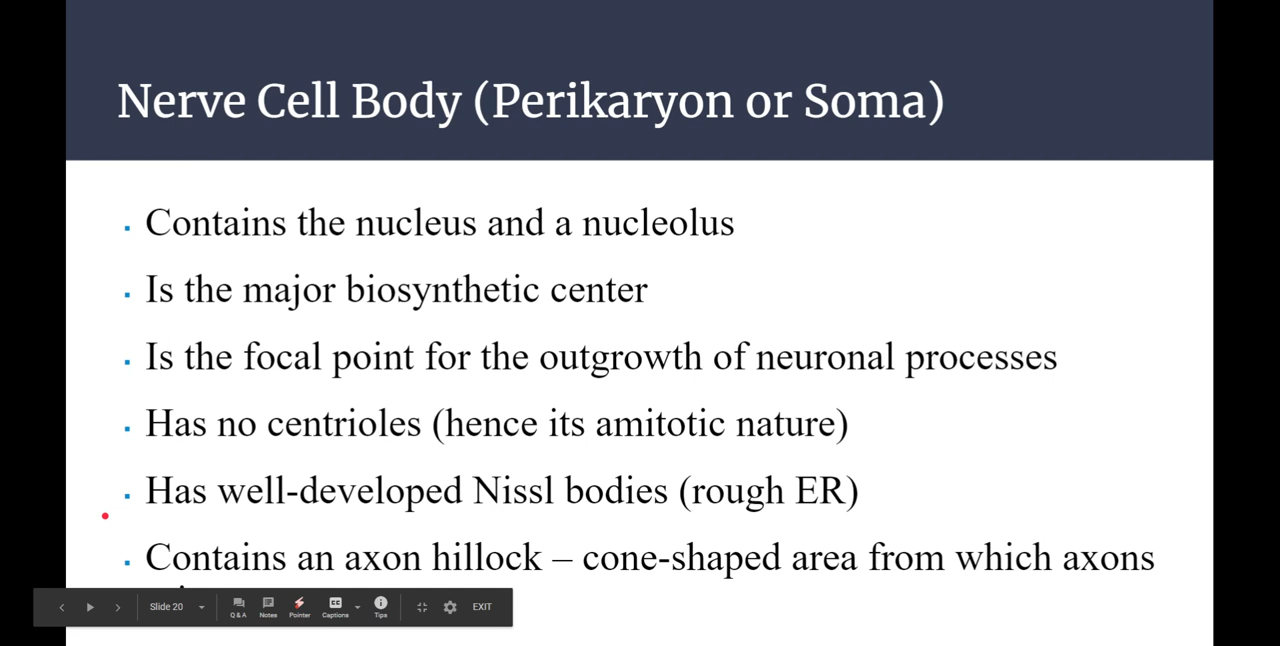 Nerve Cell Body (Perikaryon or Soma)
▪ Contains the nucleus and a nucleolus
▪ Is the major biosynthetic center
▪ Is the focal point for the outgrowth of neuronal processes
▪ Has no centrioles (hence its amitotic nature)
▪ Has well-developed Nissl bodies (rough ER)
▪ Contains an axon hillock – cone-shaped area from which axons
Slide 20
Q&A Notes Pointer CC Captions Tips EXIT